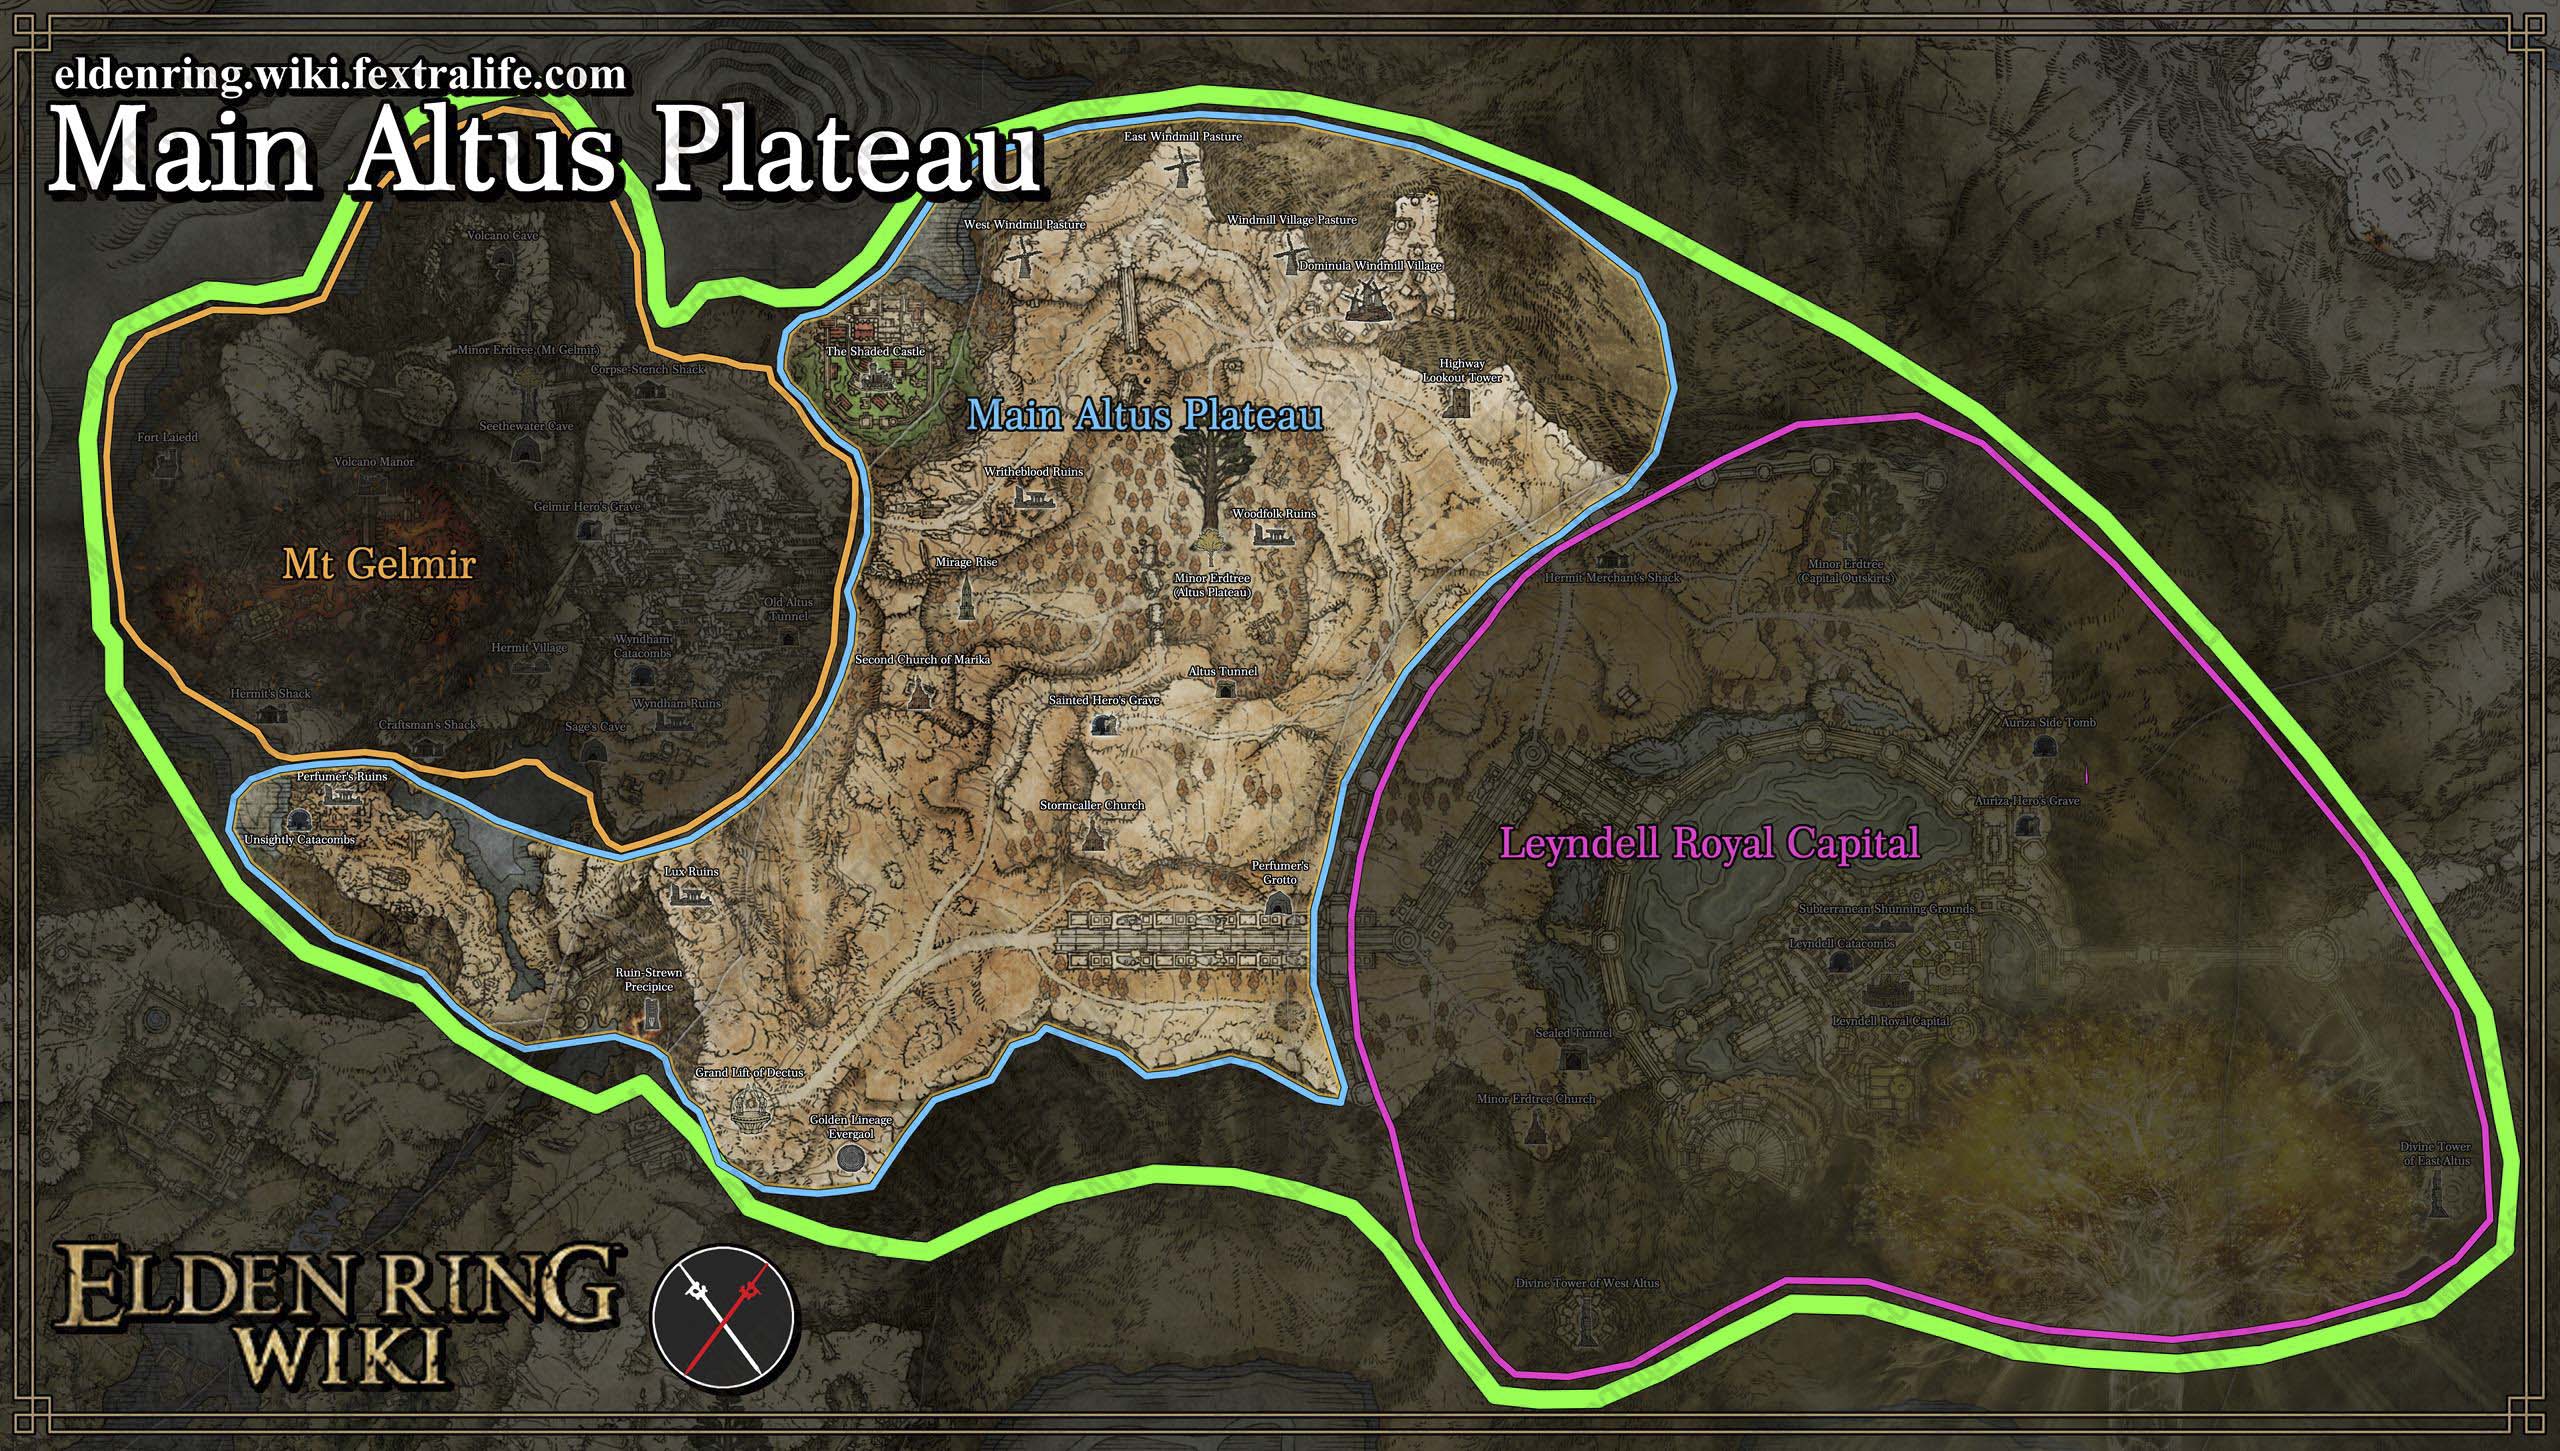 eldenring.wiki.fextralife.com
Main Altus Plateau
East Windmill Pasture
West Windmill Pasture
Windmill Village Pasture
Volcano Cave
Dominula Windmill Village
Minor Erdtree (Mt Gelmir)
The Shaded Castle
Corpse-Stench Shack
Highway
Lookout Tower
Main Altus Plateau
Seethewater Cave
Fort Laiedd
Volcano Manor
Writheblood Ruins
Gelmir Hero's Grave
Woodfolk Ruins
Mt Gelmir
Mirage Rise
Minor Erdtree
(Altus Plateau)
Hermit Merchant's Shack
Minor Erdtree
(Capital Outskirts)
Old Altus
Tunnel
Hermit Village
Wyndham
Catacombs
Second Church of Marika
Altus Tunnel
Hermit's Shack
Sainted Hero's Grave
Wyndham Ruins
Craftsman's Shack
Sage's Cave
Auriza Side Tomb
Perfumer's Ruins
Stormcaller Church
Auriza Hero's Grave
Unsightly Catacombs
Leyndell Royal Capital
Lux Ruins
Perfumer's
Grotto
Subterranean Shunning Grounds
Leyndell Catacombs
Ruin-Strewn
Precipice
Leyndell Royal Capital
Sealed Tunnel
Grand Lift of Dectus
Minor Erdtree Church
Golden Lineage
Evergaol
Divine Tower
of East Altus
Divine Tower of West Altus
ELDEN RING
WIKI